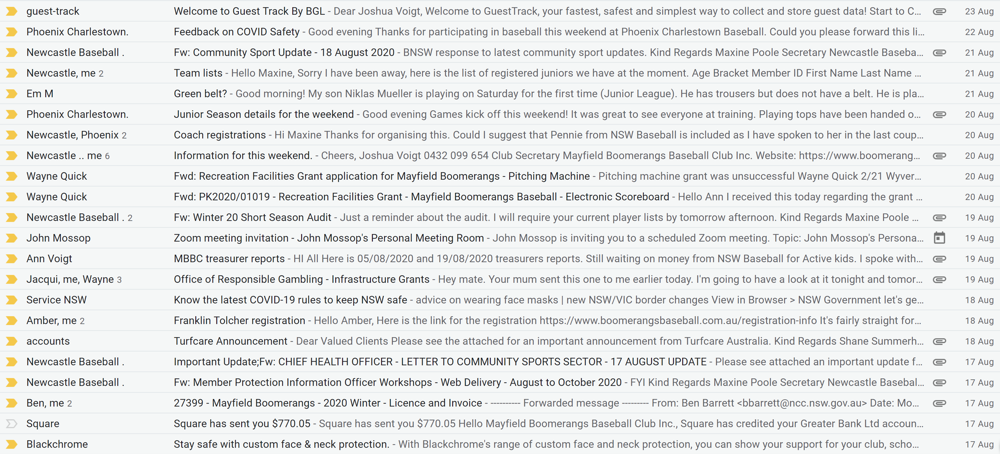 guest-track Welcome to Guest Track By BGL - Dear Joshua Voigt, Welcome to GuestTrack, your fastest, safest and simplest way to collect and store guest data! Start to C... 23 Aug
Phoenix Charlestown. Feedback on COVID Safety - Good evening Thanks for participating in baseball this weekend at Phoenix Charlestown Baseball. Could you please forward this li... 22 Aug
Newcastle Baseball . Fw: Community Sport Update - 18 August 2020 - BNSW response to latest community sport updates. Kind Regards Maxine Poole Secretary Newcastle Baseba... 21 Aug
Newcastle, me 2 Team lists - Hello Maxine, Sorry I have been away, here is the list of registered juniors we have at the moment. Age Bracket Member ID First Name Last Name ... 21 Aug
Em M Green belt? - Good morning! My son Niklas Mueller is playing on Saturday for the first time (Junior League). He has trousers but does not have a belt. He is pla... 21 Aug
Phoenix Charlestown. Junior Season details for the weekend - Good evening Games kick off this weekend! It was great to see everyone at training. Playing tops have been handed o... 20 Aug
Newcastle, Phoenix 2 Coach registrations - Hi Maxine Thanks for organising this. Could I suggest that Pennie from NSW Baseball is included as I have spoken to her in the last coup... 20 Aug
Newcastle .. me 6 Information for this weekend. - Cheers, Joshua Voigt 0432 099 654 Club Secretary Mayfield Boomerangs Baseball Club Inc. Website: https://www.boomerang... 20 Aug
Wayne Quick Fwd: Recreation Facilities Grant application for Mayfield Boomerangs - Pitching Machine - Pitching machine grant was unsuccessful Wayne Quick 2/21 Wyver... 20 Aug
Wayne Quick Fwd: PK2020/01019 - Recreation Facilities Grant - Mayfield Boomerangs Baseball - Electronic Scoreboard - Hello Ann I received this today regarding the grant ... 20 Aug
Newcastle Baseball . 2 Fw: Winter 20 Short Season Audit - Just a reminder about the audit. I will require your current player lists by tomorrow afternoon. Kind Regards Maxine Poole ... 19 Aug
John Mossop Zoom meeting invitation - John Mossop's Personal Meeting Room - John Mossop is inviting you to a scheduled Zoom meeting. Topic: John Mossop's Persona... 19 Aug
Ann Voigt MBBC treasurer reports - HI All Here is 05/08/2020 and 19/08/2020 treasurers reports. Still waiting on money from NSW Baseball for Active kids. I spoke with... 19 Aug
Jacqui, me, Wayne 3 Office of Responsible Gambling - Infrastructure Grants - Hey mate. Your mum sent this one to me earlier today. I'm going to have a look at it tonight and tomor... 19 Aug
Service NSW Know the latest COVID-19 rules to keep NSW safe - advice on wearing face masks | new NSW/VIC border changes View in Browser > NSW Government let's ge... 18 Aug
Amber, me 2 Franklin Tolcher registration - Hello Amber, Here is the link for the registration https://www.boomerangsbaseball.com.au/registration-info It's fairly straight for... 18 Aug
accounts Turfcare Announcement - Dear Valued Clients Please see the attached for an important announcement from Turfcare Australia. Kind Regards Shane Summerh... 18 Aug
Newcastle Baseball . Important Update;Fw: CHIEF HEALTH OFFICER - LETTER TO COMMUNITY SPORTS SECTOR - 17 AUGUST UPDATE - Please see attached an important update f... 17 Aug
Newcastle Baseball . Fw: Member Protection Information Officer Workshops - Web Delivery - August to October 2020 - FYI Kind Regards Maxine Poole Secretary Newcastle Basebal... 17 Aug
Ben, me 2 27399 - Mayfield Boomerangs - 2020 Winter - Licence and Invoice - ---------- Forwarded message --------- From: Ben Barrett <bbarrett@ncc.nsw.gov.au> Date: Mo... 17 Aug
Square Square has sent you $770.05 - Square has sent you $770.05 Hello Mayfield Boomerangs Baseball Club Inc., Square has credited your Greater Bank Ltd accoun... 17 Aug
Blackchrome Stay safe with custom face & neck protection. - With Blackchrome's range of custom face and neck protection, you can show your support for your club, scho... 17 Aug